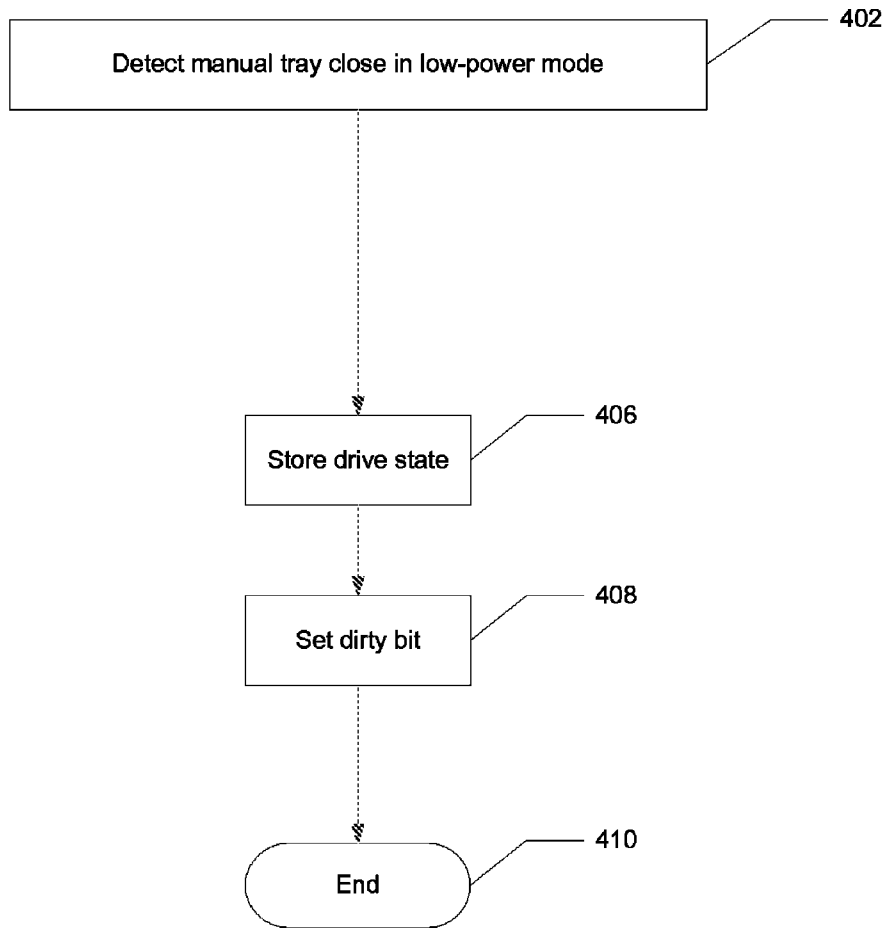 402
Detect manual tray close in low-power mode
406
Store drive state
408
Set dirty bit
410
End